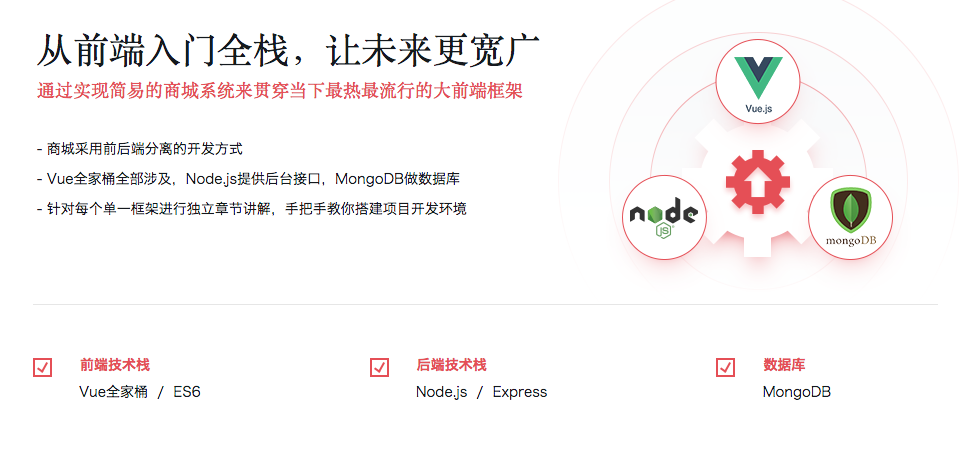 从前端入门全栈，让未来更宽广
通过实现简易的商城系统来贯穿当下最热最流行的大前端框架
- 商城采用前后端分离的开发方式
- Vue全家桶全部涉及，Node.js提供后台接口，MongoDB做数据库
- 针对每个单一框架进行独立章节讲解，手把手教你搭建项目开发环境
Vue.js
node
JS
mongoDB
前端技术栈
Vue全家桶 / ES6
后端技术栈
Node.js / Express
数据库
MongoDB